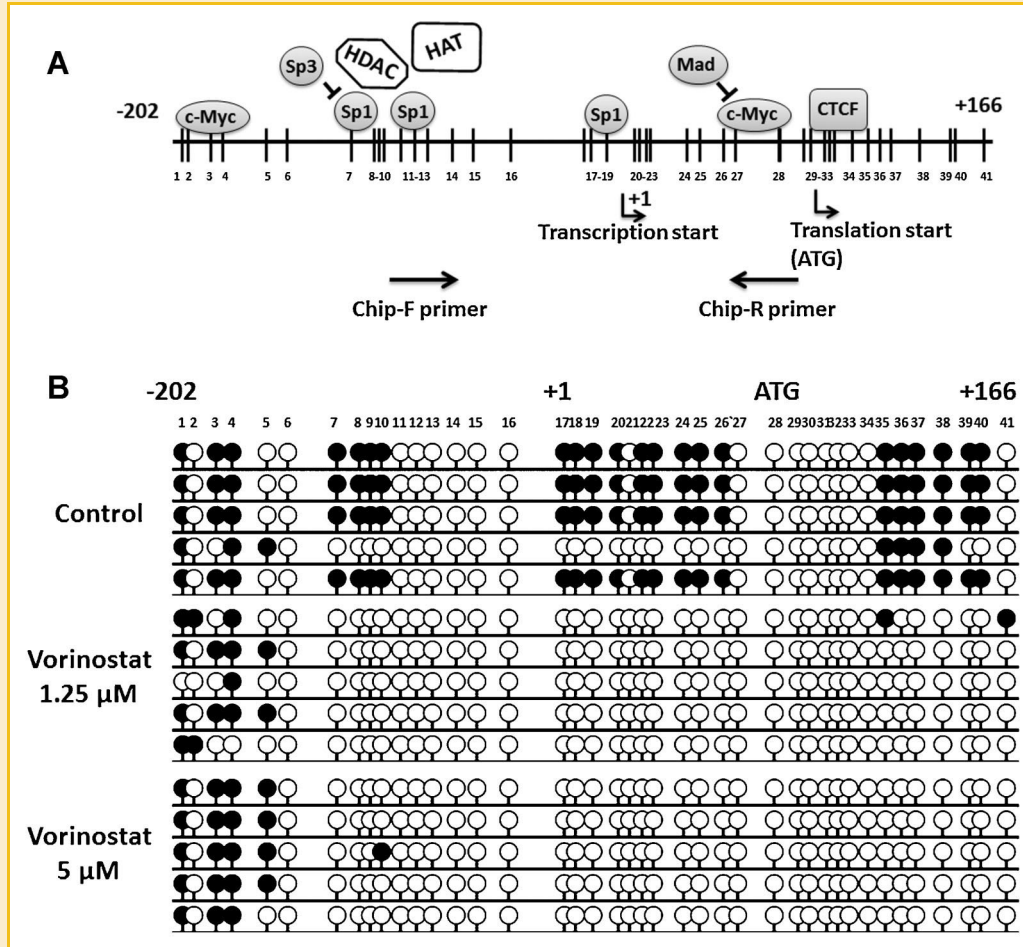 A
Sp3
HDAC
HAT
Mad
-202
c-Myc
Sp1
Sp1
Sp1
c-Myc
CTCF
+166
1 2 3 4 5 6 7 8-10 11-13 14 15 16 17-19 20-23 24 25 26 27 28 29-33 34 35 36 37 38 39 40 41
+1
Transcription start
Translation start
(ATG)
Chip-F primer
Chip-R primer
B
-202
+1
ATG
+166
1 2 3 4 5 6 7 8 9 10 11 12 13 14 15 16 17 18 19 20 21 22 23 24 25 26` 27 28 29 30 31 32 33 34 35 36 37 38 39 40 41
Control
Vorinostat
1.25 µM
Vorinostat
5 µM